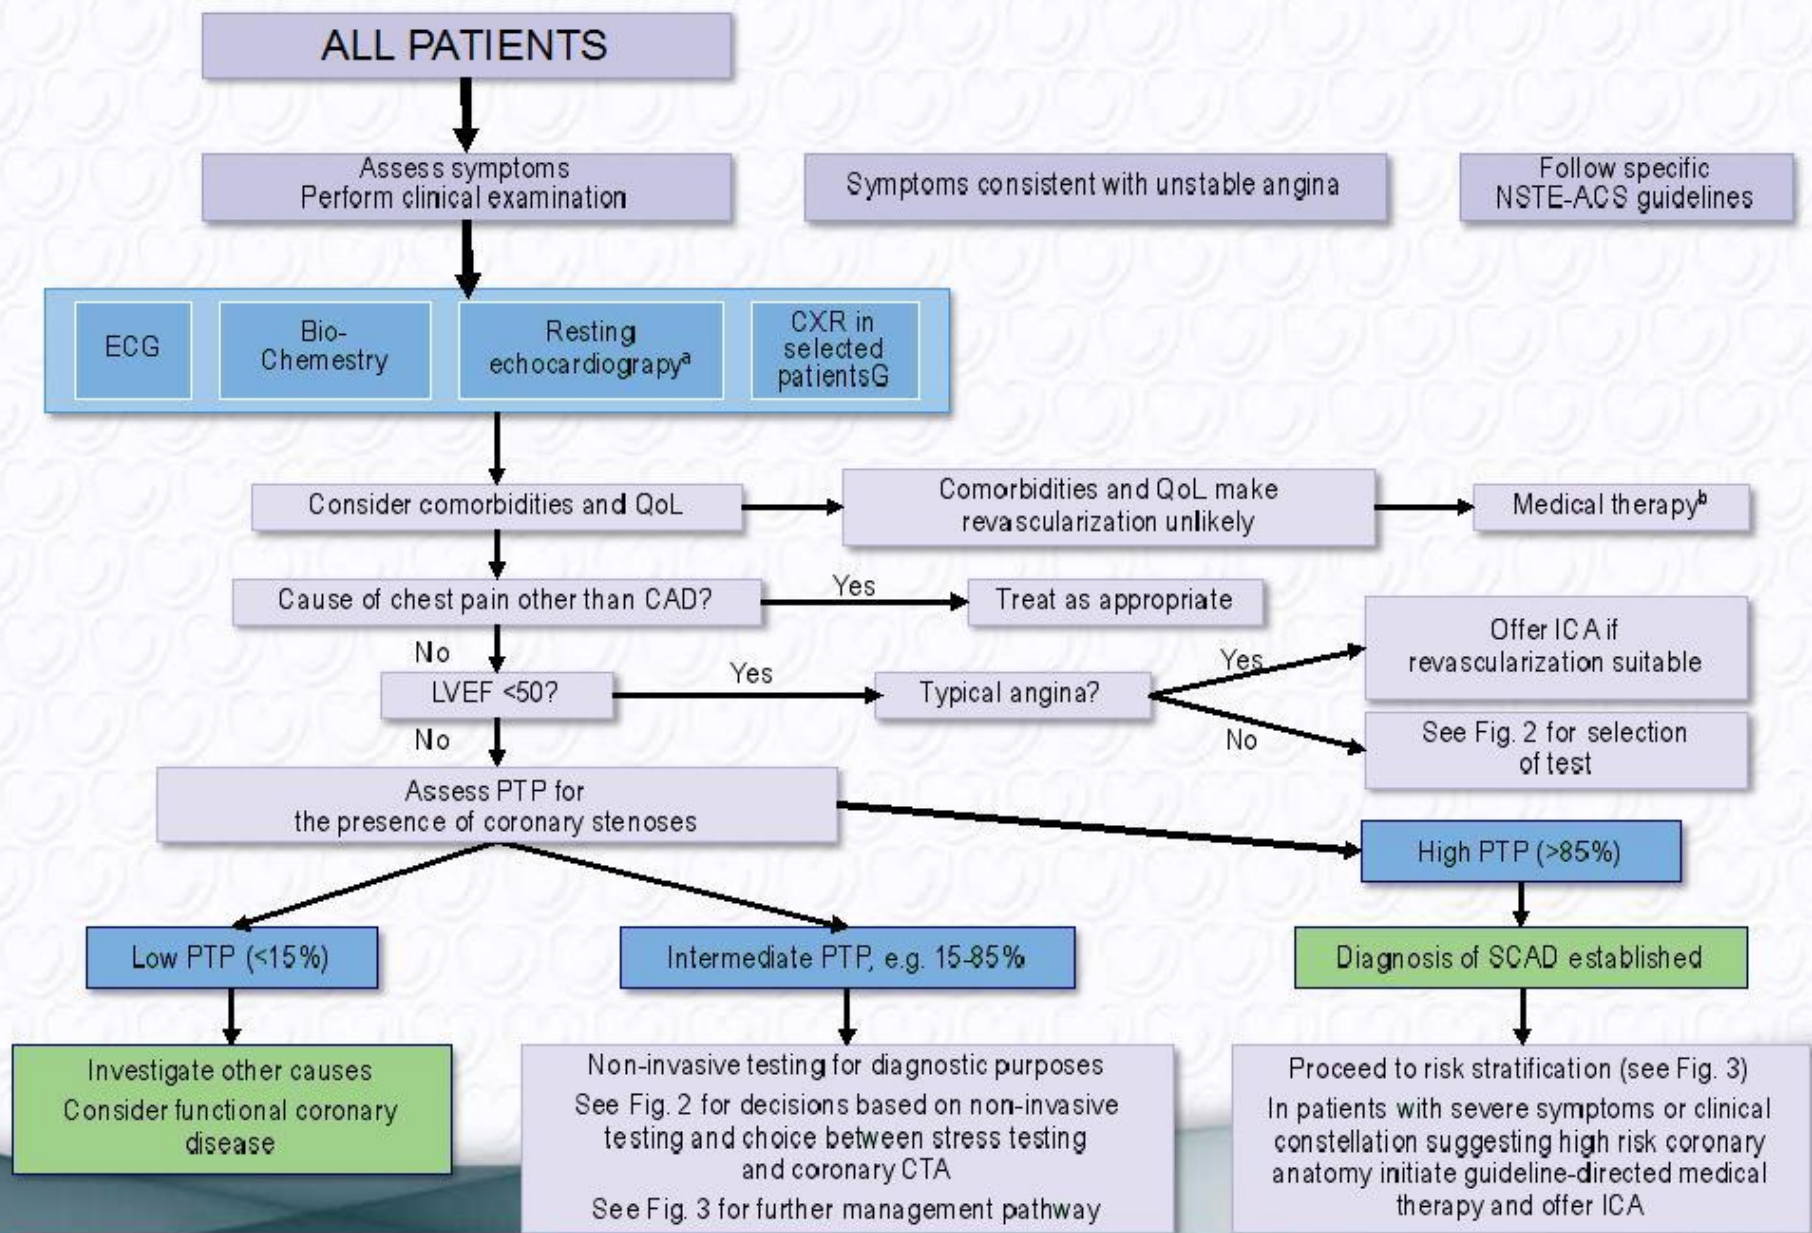 ALL PATIENTS
Assess symptoms
Perform clinical examination
Symptoms consistent with unstable angina
Follow specific
NSTE-ACS guidelines
ECG
Bio-
Chemestry
Resting
echocardiograpyᵃ
CXR in
selected
patientsG
Consider comorbidities and QoL
Comorbidities and QoL make
revascularization unlikely
Medical therapyᵇ
Cause of chest pain other than CAD?
Yes
Treat as appropriate
No
LVEF <50?
Yes
Typical angina?
Yes
Offer ICA if
revascularization suitable
No
See Fig. 2 for selection
of test
No
Assess PTP for
the presence of coronary stenoses
High PTP (>85%)
Low PTP (<15%)
Intermediate PTP, e.g. 15-85%
Diagnosis of SCAD established
Investigate other causes
Consider functional coronary
disease
Non-invasive testing for diagnostic purposes
See Fig. 2 for decisions based on non-invasive
testing and choice between stress testing
and coronary CTA
See Fig. 3 for further management pathway
Proceed to risk stratification (see Fig. 3)
In patients with severe symptoms or clinical
constellation suggesting high risk coronary
anatomy initiate guideline-directed medical
therapy and offer ICA